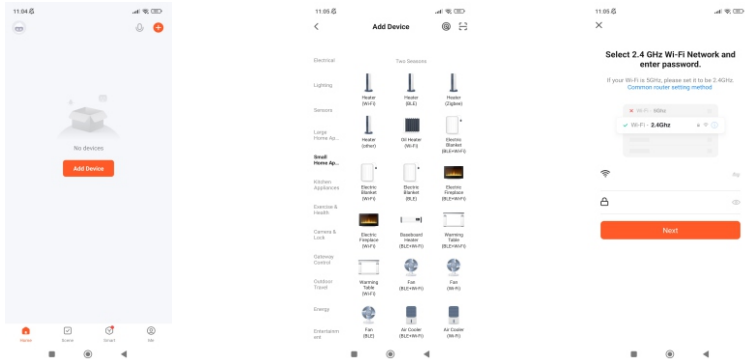 11:04
No devices
Add Device
Home
Scene
Smart
Me
11:05
Add Device
Electrical
Lighting
Sensors
Large
Home Ap...
Small
Home Ap...
Kitchen
Appliances
Exercise &
Health
Camera &
Lock
Gateway
Control
Outdoor
Travel
Energy
Entertainm
ent
Two Seasons
Heater
(Wi-Fi)
Heater
(BLE)
Heater
(Zigbee)
Heater
(other)
Oil Heater
(Wi-Fi)
Electric
Blanket
(BLE+Wi-Fi)
Electric
Blanket
(Wi-Fi)
Electric
Blanket
(BLE)
Electric
Fireplace
(BLE+Wi-Fi)
Electric
Fireplace
(Wi-Fi)
Baseboard
Heater
(BLE+Wi-Fi)
Warming
Table
(BLE+Wi-Fi)
Warming
Table
(Wi-Fi)
Fan
(BLE+Wi-Fi)
Fan
(Wi-Fi)
Fan
(BLE)
Air Cooler
(BLE+Wi-Fi)
Air Cooler
(Wi-Fi)
11:05
Select 2.4 GHz Wi-Fi Network and
enter password.
If your Wi-Fi is 5GHz, please set it to be 2.4GHz.
Common router setting method
Wi-Fi - 5Ghz
Wi-Fi - 2.4Ghz
Next